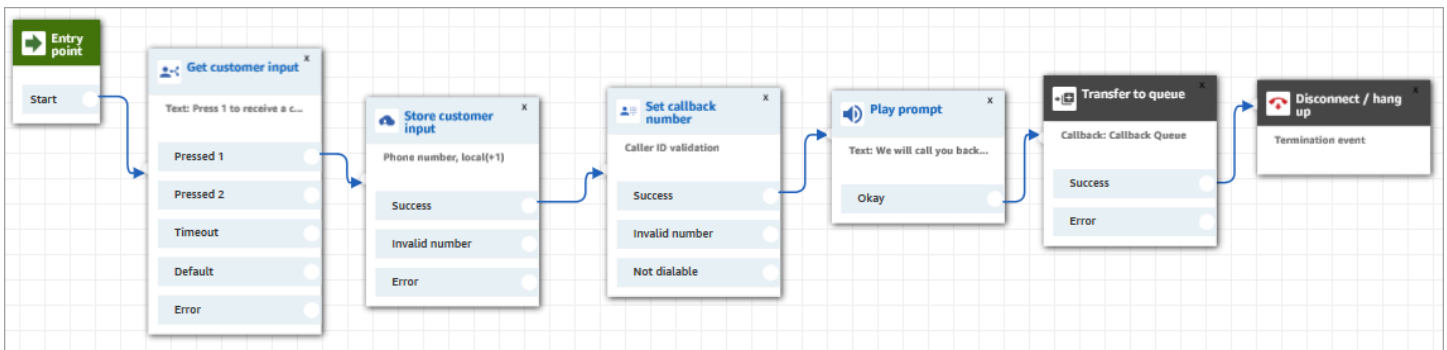 Entry
point
Start
x
Get customer input
Text: Press 1 to receive a c...
Pressed 1
Pressed 2
Timeout
Default
Error
x
Store customer
input
Phone number, local(+1)
Success
Invalid number
Error
x
Set callback
number
Caller ID validation
Success
Invalid number
Not dialable
x
Play prompt
Text: We will call you back...
Okay
x
Transfer to queue
Callback: Callback Queue
Success
Error
x
Disconnect / hang
up
Termination event